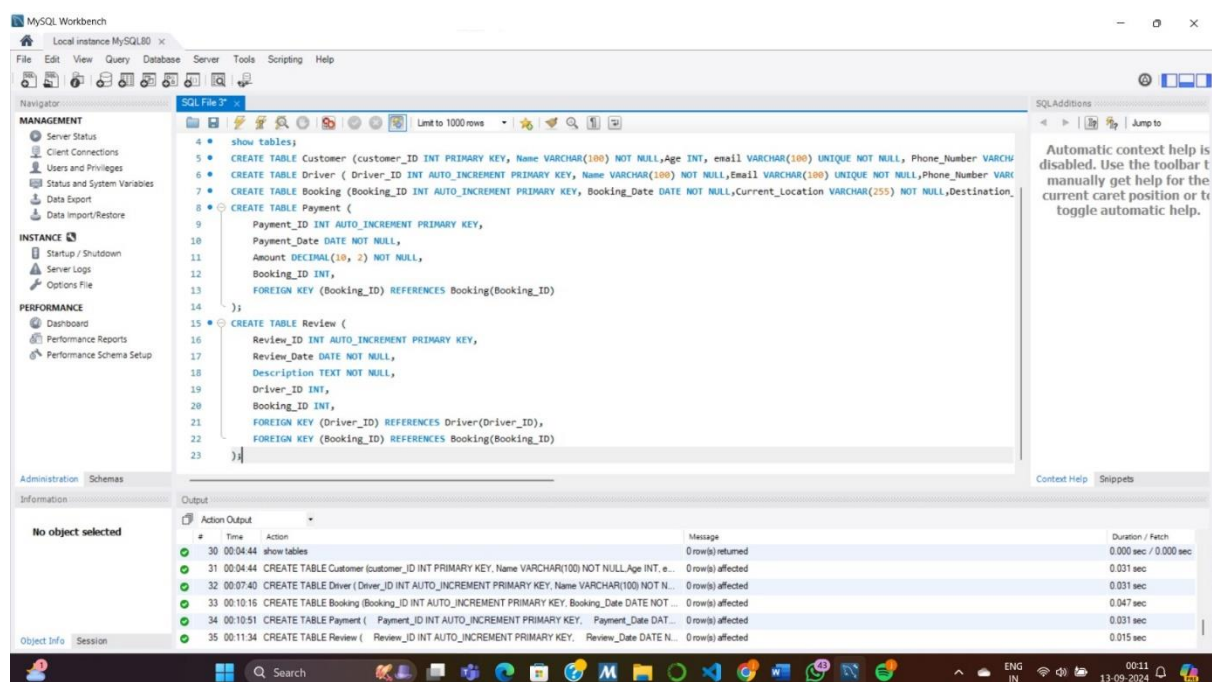 MySQL Workbench
Local instance MySQL80
File Edit View Query Database Server Tools Scripting Help
Navigator
MANAGEMENT
Server Status
Client Connections
Users and Privileges
Status and System Variables
Data Export
Data Import/Restore
INSTANCE
Startup / Shutdown
Server Logs
Options File
PERFORMANCE
Dashboard
Performance Reports
Performance Schema Setup
Administration Schemas
Information
No object selected
Object Info Session
SQL File 3*
Limit to 1000 rows
4 show tables;
5 CREATE TABLE Customer (customer_ID INT PRIMARY KEY, Name VARCHAR(100) NOT NULL,Age INT, email VARCHAR(100) UNIQUE NOT NULL, Phone_Number VARCH
6 CREATE TABLE Driver ( Driver_ID INT AUTO_INCREMENT PRIMARY KEY, Name VARCHAR(100) NOT NULL,Email VARCHAR(100) UNIQUE NOT NULL,Phone_Number VARC
7 CREATE TABLE Booking (Booking_ID INT AUTO_INCREMENT PRIMARY KEY, Booking_Date DATE NOT NULL,Current_Location VARCHAR(255) NOT NULL,Destination_
8 CREATE TABLE Payment (
9 Payment_ID INT AUTO_INCREMENT PRIMARY KEY,
10 Payment_Date DATE NOT NULL,
11 Amount DECIMAL(10, 2) NOT NULL,
12 Booking_ID INT,
13 FOREIGN KEY (Booking_ID) REFERENCES Booking(Booking_ID)
14 );
15 CREATE TABLE Review (
16 Review_ID INT AUTO_INCREMENT PRIMARY KEY,
17 Review_Date DATE NOT NULL,
18 Description TEXT NOT NULL,
19 Driver_ID INT,
20 Booking_ID INT,
21 FOREIGN KEY (Driver_ID) REFERENCES Driver(Driver_ID),
22 FOREIGN KEY (Booking_ID) REFERENCES Booking(Booking_ID)
23 );
SQLAdditions
Jump to
Automatic context help is
disabled. Use the toolbar t
manually get help for the
current caret position or to
toggle automatic help.
Context Help Snippets
Output
Action Output
# Time Action Message Duration / Fetch
30 00:04:44 show tables 0 row(s) returned 0.000 sec / 0.000 sec
31 00:04:44 CREATE TABLE Customer (customer_ID INT PRIMARY KEY, Name VARCHAR(100) NOT NULL,Age INT, e... 0 row(s) affected 0.031 sec
32 00:07:40 CREATE TABLE Driver ( Driver_ID INT AUTO_INCREMENT PRIMARY KEY, Name VARCHAR(100) NOT N... 0 row(s) affected 0.031 sec
33 00:10:16 CREATE TABLE Booking (Booking_ID INT AUTO_INCREMENT PRIMARY KEY, Booking_Date DATE NOT ... 0 row(s) affected 0.047 sec
34 00:10:51 CREATE TABLE Payment ( Payment_ID INT AUTO_INCREMENT PRIMARY KEY, Payment_Date DAT... 0 row(s) affected 0.031 sec
35 00:11:34 CREATE TABLE Review ( Review_ID INT AUTO_INCREMENT PRIMARY KEY, Review_Date DATE N... 0 row(s) affected 0.015 sec
Search
43
ENG
IN
00:11
13-09-2024